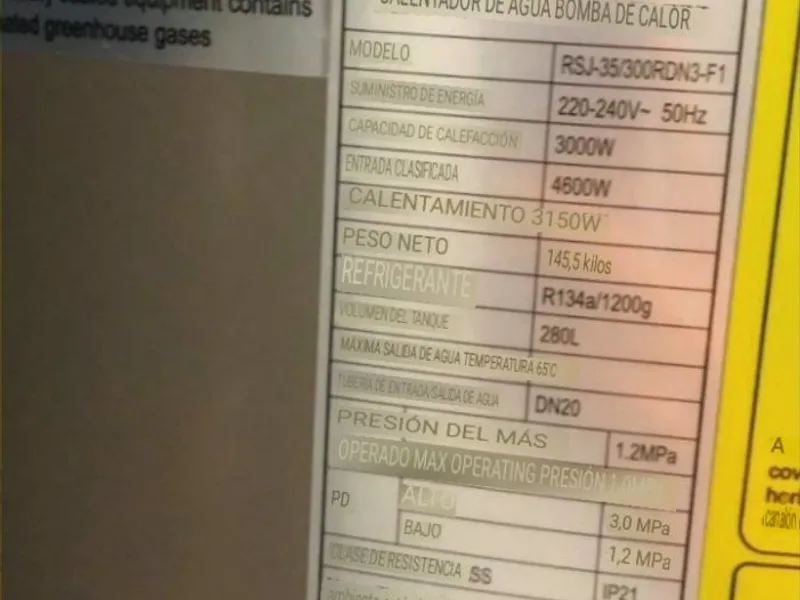 equipment contains
greenhouse gases
CALENTADOR DE AGUA BOMBA DE CALOR
MODELO RSJ-35/300RDN3-F1
SUMINISTRO DE ENERGÍA 220-240V~ 50Hz
CAPACIDAD DE CALEFACCIÓN 3000W
ENTRADA CLASIFICADA 4600W
CALENTAMIENTO 3150W
PESO NETO 145,5 kilos
REFRIGERANTE R134a/1200g
VOLUMEN DEL TANQUE 280L
MÁXIMA SALIDA DE AGUA TEMPERATURA 65°C
TUBERÍA DE ENTRADA/SALIDA DE AGUA DN20
PRESIÓN DEL MÁS 1.2MPa
OPERADO MAX OPERATING PRESIÓN
PD ALTO 3,0 MPa
BAJO 1,2 MPa
CLASE DE RESISTENCIA SS IP21
A